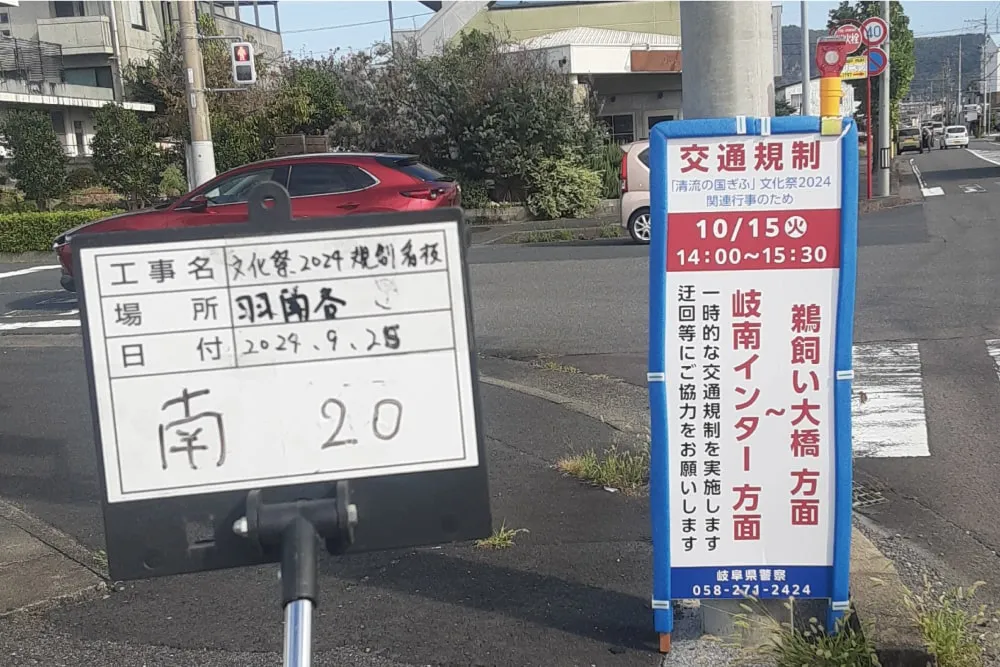 工事名 文化祭2024規制看板
場所
日付 2024.9.25
南 20
交通規制
「清流の国ぎふ」文化祭2024
関連行事のため
10/15火
14:00～15:30
鵜飼い大橋 方面
～
岐南インター 方面
一時的な交通規制を実施します
迂回等にご協力をお願いします
岐阜県警察
058-271-2424
40